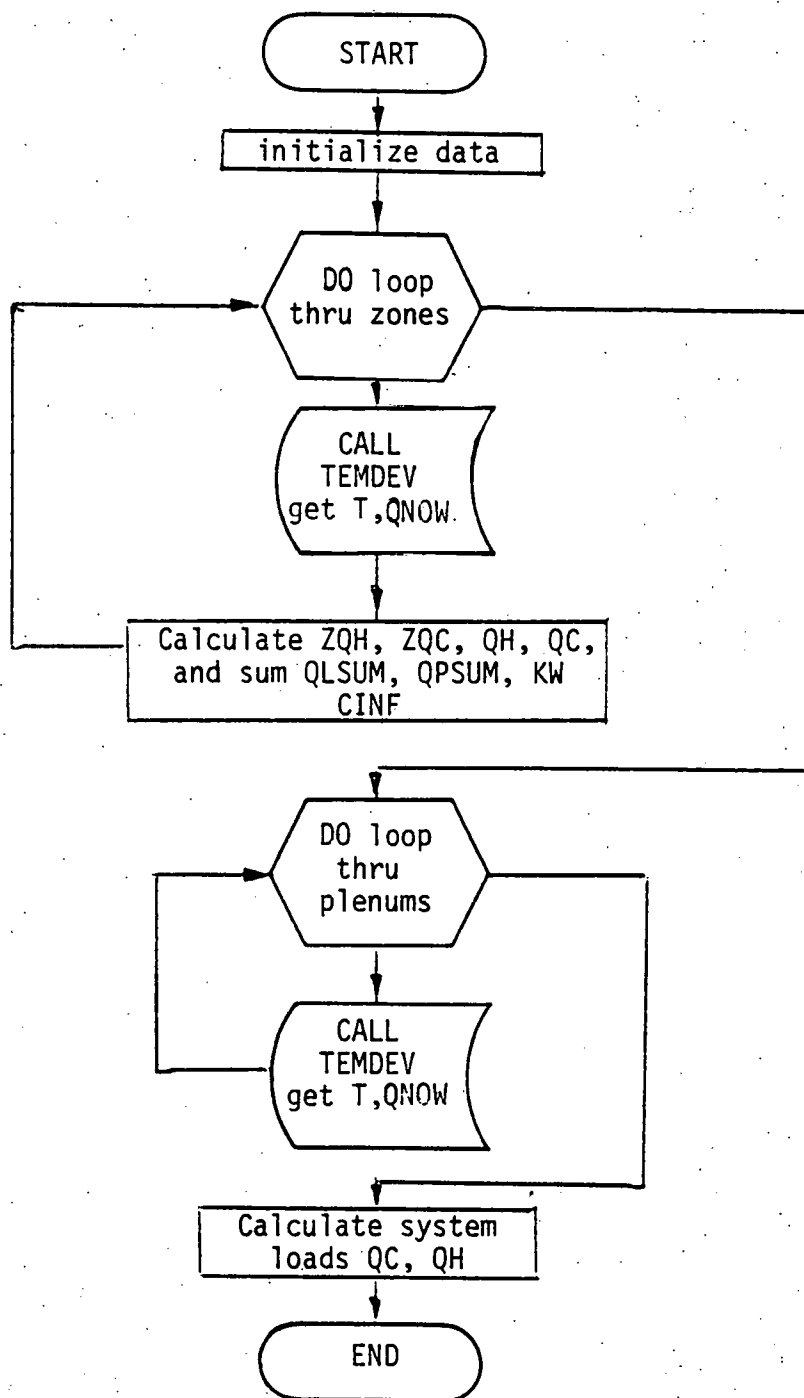 START
initialize data
DO loop
thru zones
CALL
TEMDEV
get T,QNOW
Calculate ZQH, ZQC, QH, QC,
and sum QLSUM, QPSUM, KW
CINF
DO loop
thru
plenums
CALL
TEMDEV
get T,QNOW
Calculate system
loads QC, QH
END